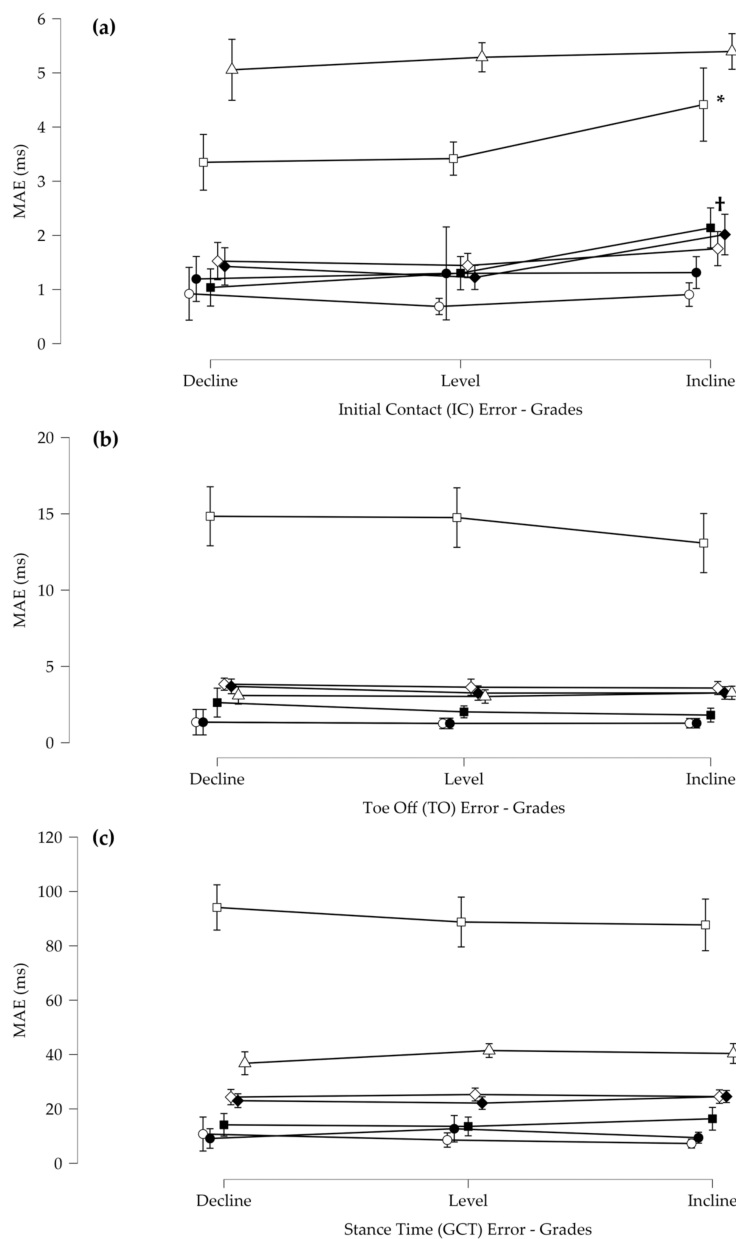 (a)
6
5
4
3
2
1
0
MAE (ms)
*
†
Decline Level Incline
Initial Contact (IC) Error - Grades
(b)
20
15
10
5
0
MAE (ms)
Decline Level Incline
Toe Off (TO) Error - Grades
(c)
120
100
80
60
40
20
0
MAE (ms)
Decline Level Incline
Stance Time (GCT) Error - Grades